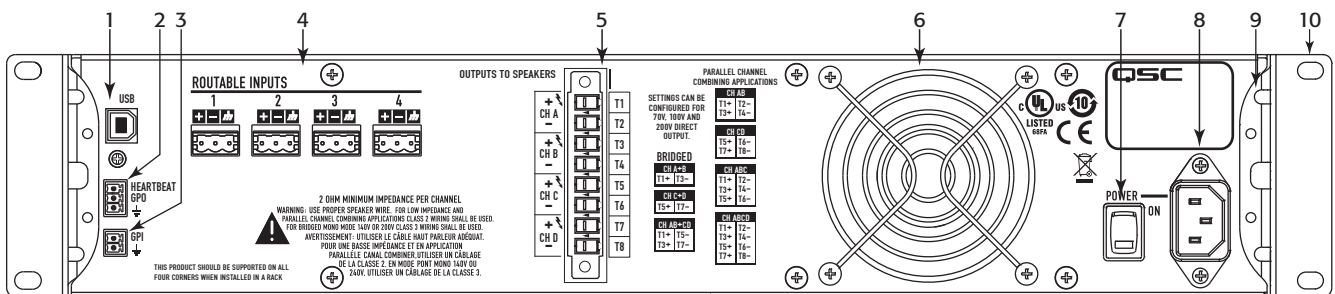 1 2 3 4 5 6 7 8 9 10
USB
HEARTBEAT
GPO
GPI
THIS PRODUCT SHOULD BE SUPPORTED ON ALL
FOUR CORNERS WHEN INSTALLED IN A RACK
ROUTABLE INPUTS
1 2 3 4
+ − + − + − + −
2 OHM MINIMUM IMPEDANCE PER CHANNEL
WARNING: USE PROPER SPEAKER WIRE. FOR LOW IMPEDANCE AND
PARALLEL CHANNEL COMBINING APPLICATIONS CLASS 2 WIRING SHALL BE USED.
FOR BRIDGED MONO MODE 140V OR 200V CLASS 3 WIRING SHALL BE USED.
AVERTISSEMENT: UTILISER LE CÂBLE HAUT PARLEUR ADÉQUAT.
POUR UNE BASSE IMPÉDANCE ET EN APPLICATION
PARALLÈLE CANAL COMBINER,UTILISER UN CÂBLAGE
DE LA CLASSE 2. EN MODE PONT MONO 140V OU
240V, UTILISER UN CÂBLAGE DE LA CLASSE 3.
OUTPUTS TO SPEAKERS
+
CH A
−
+
CH B
−
+
CH C
−
+
CH D
−
T1
T2
T3
T4
T5
T6
T7
T8
SETTINGS CAN BE
CONFIGURED FOR
70V, 100V AND
200V DIRECT
OUTPUT.
BRIDGED
CH A+B
T1+ T3−
CH C+D
T5+ T7−
CH AB+CD
T1+ T5−
T3+ T7−
PARALLEL CHANNEL
COMBINING APPLICATIONS
CH AB
T1+ T2−
T3+ T4−
CH CD
T5+ T6−
T7+ T8−
CH ABC
T1+ T2−
T3+ T4−
T5+ T6−
CH ABCD
T1+ T2−
T3+ T4−
T5+ T6−
T7+ T8−
C UL US
LISTED
68FA
10
CE
QSC
POWER
ON